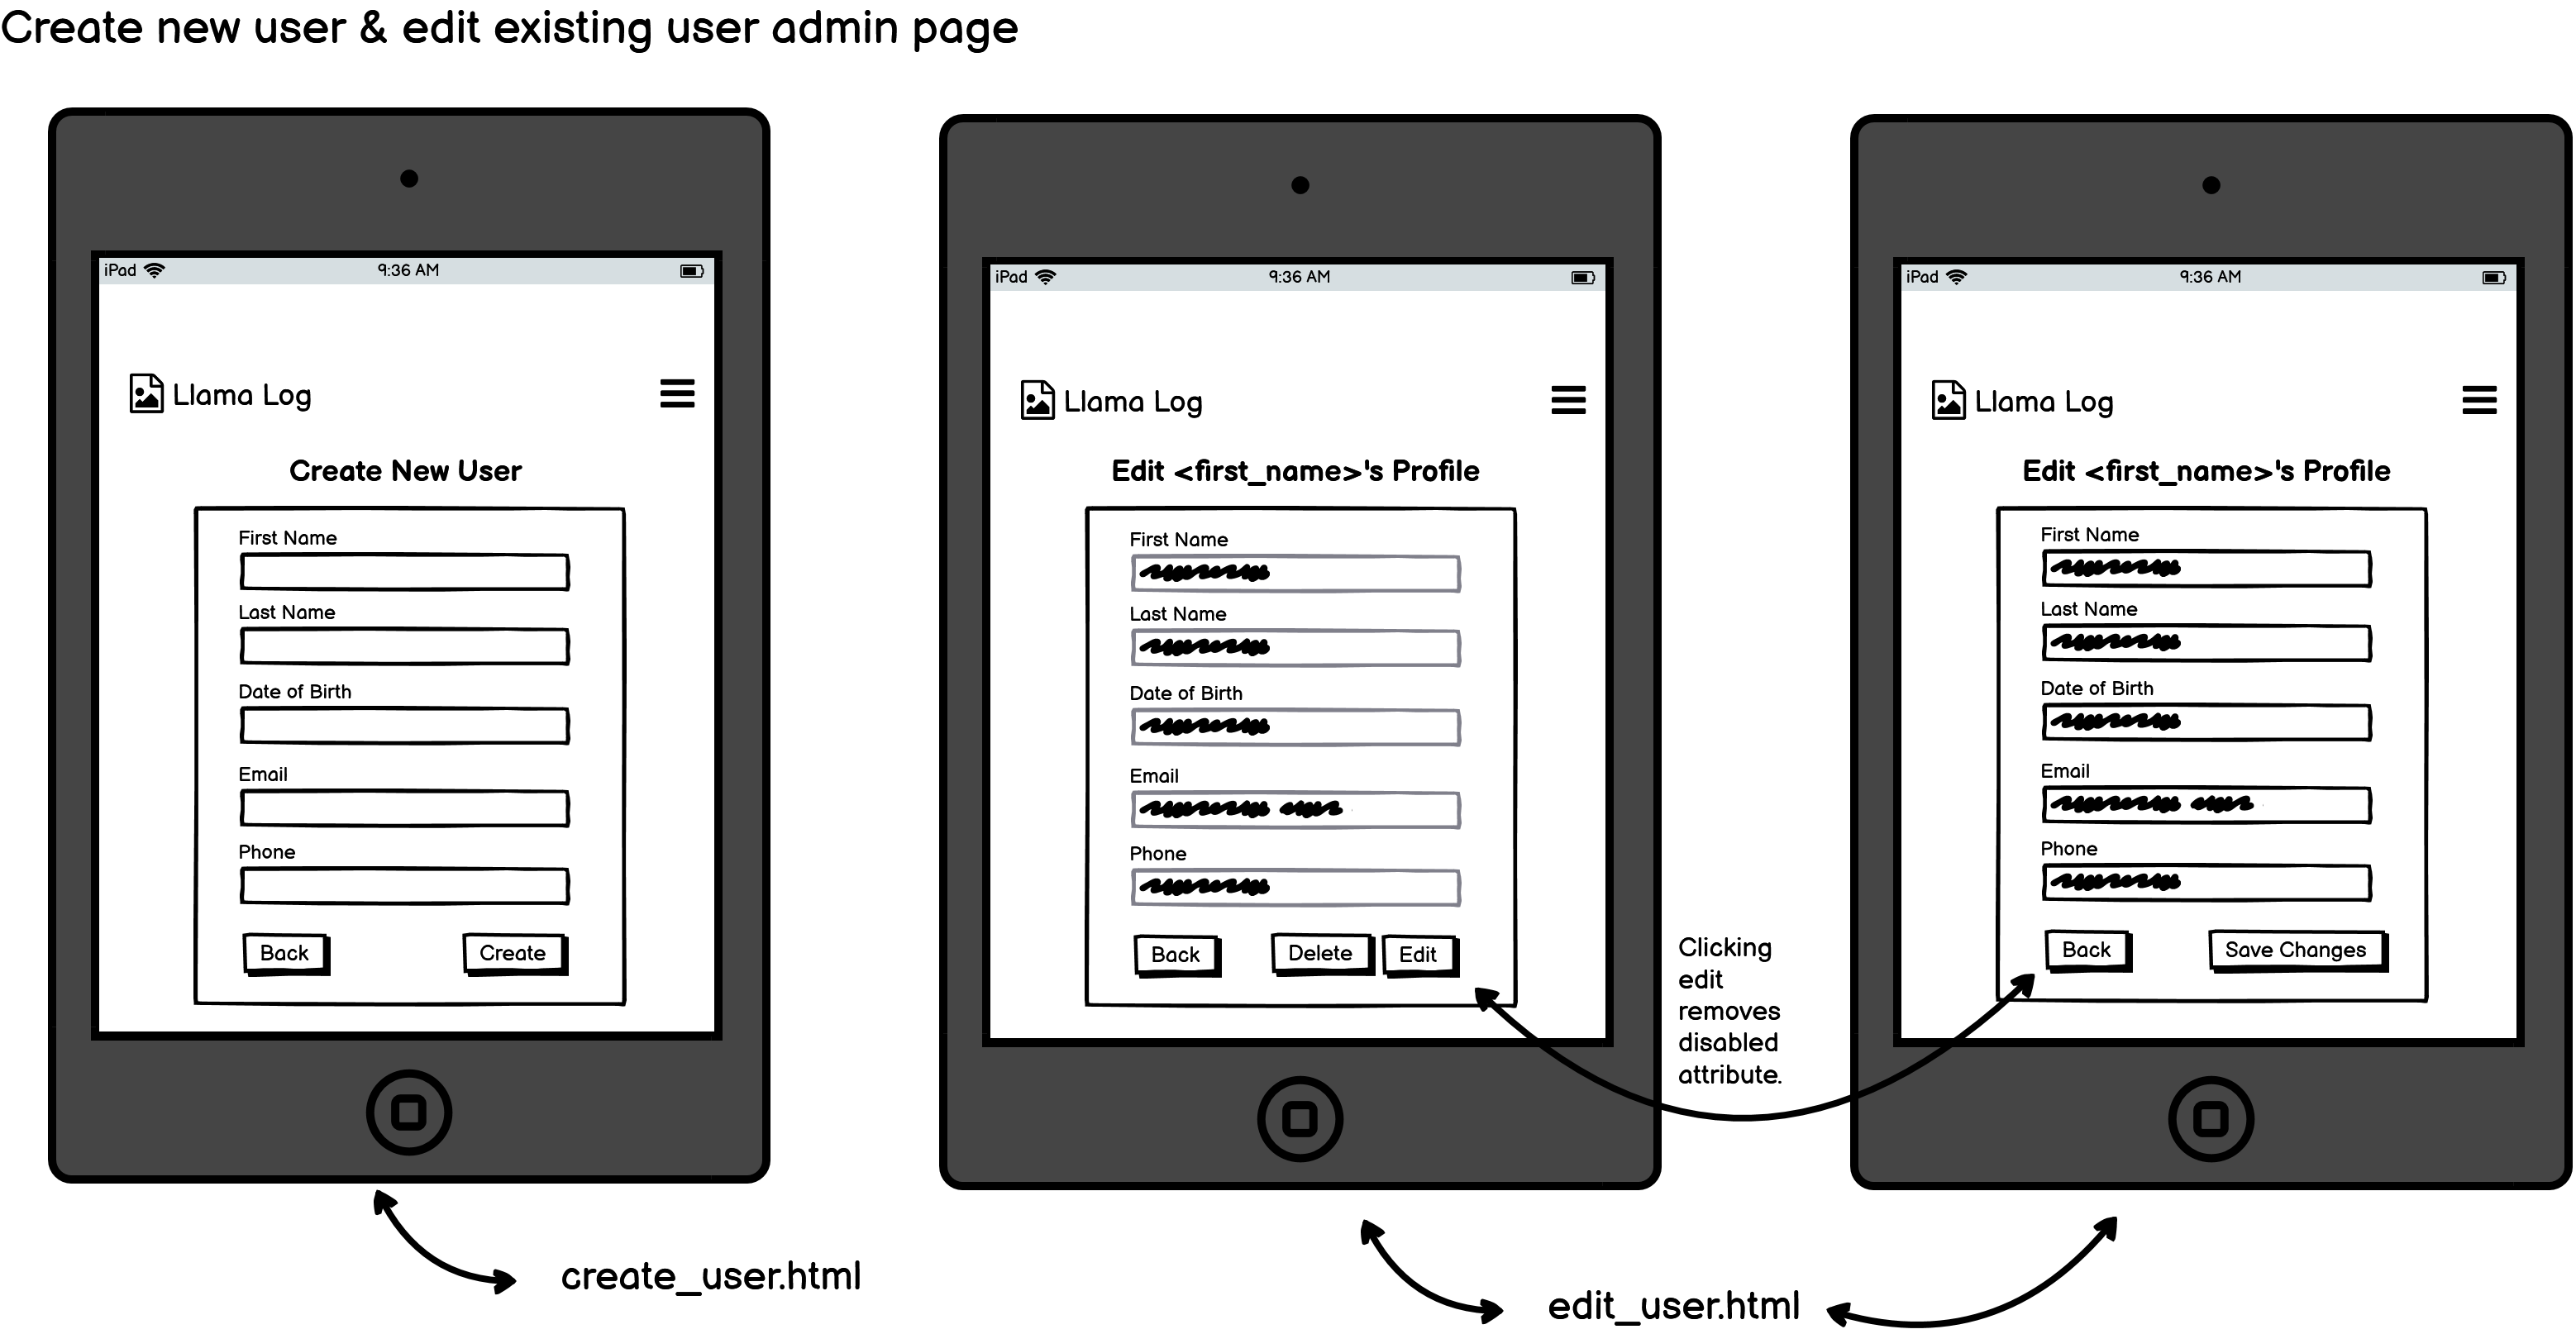 Create new user & edit existing user admin page
iPad
9:36 AM
Llama Log
Create New User
First Name
Last Name
Date of Birth
Email
Phone
Back
Create
create_user.html
iPad
9:36 AM
Llama Log
Edit <first_name>'s Profile
First Name
Last Name
Date of Birth
Email
Phone
Back
Delete
Edit
Clicking
edit
removes
disabled
attribute.
iPad
9:36 AM
Llama Log
Edit <first_name>'s Profile
First Name
Last Name
Date of Birth
Email
Phone
Back
Save Changes
edit_user.html